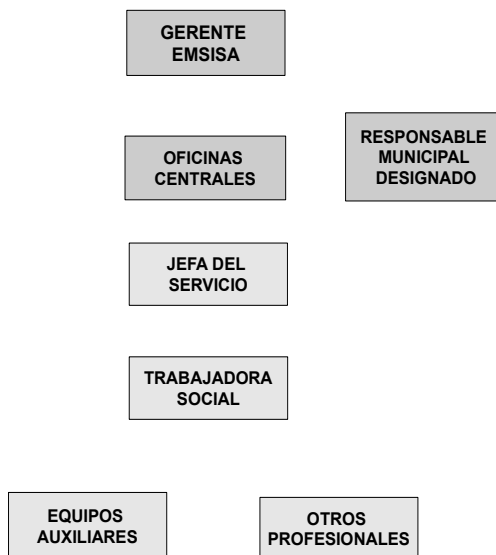 GERENTE
EMSISA
OFICINAS
CENTRALES
RESPONSABLE
MUNICIPAL
DESIGNADO
JEFA DEL
SERVICIO
TRABAJADORA
SOCIAL
EQUIPOS
AUXILIARES
OTROS
PROFESIONALES